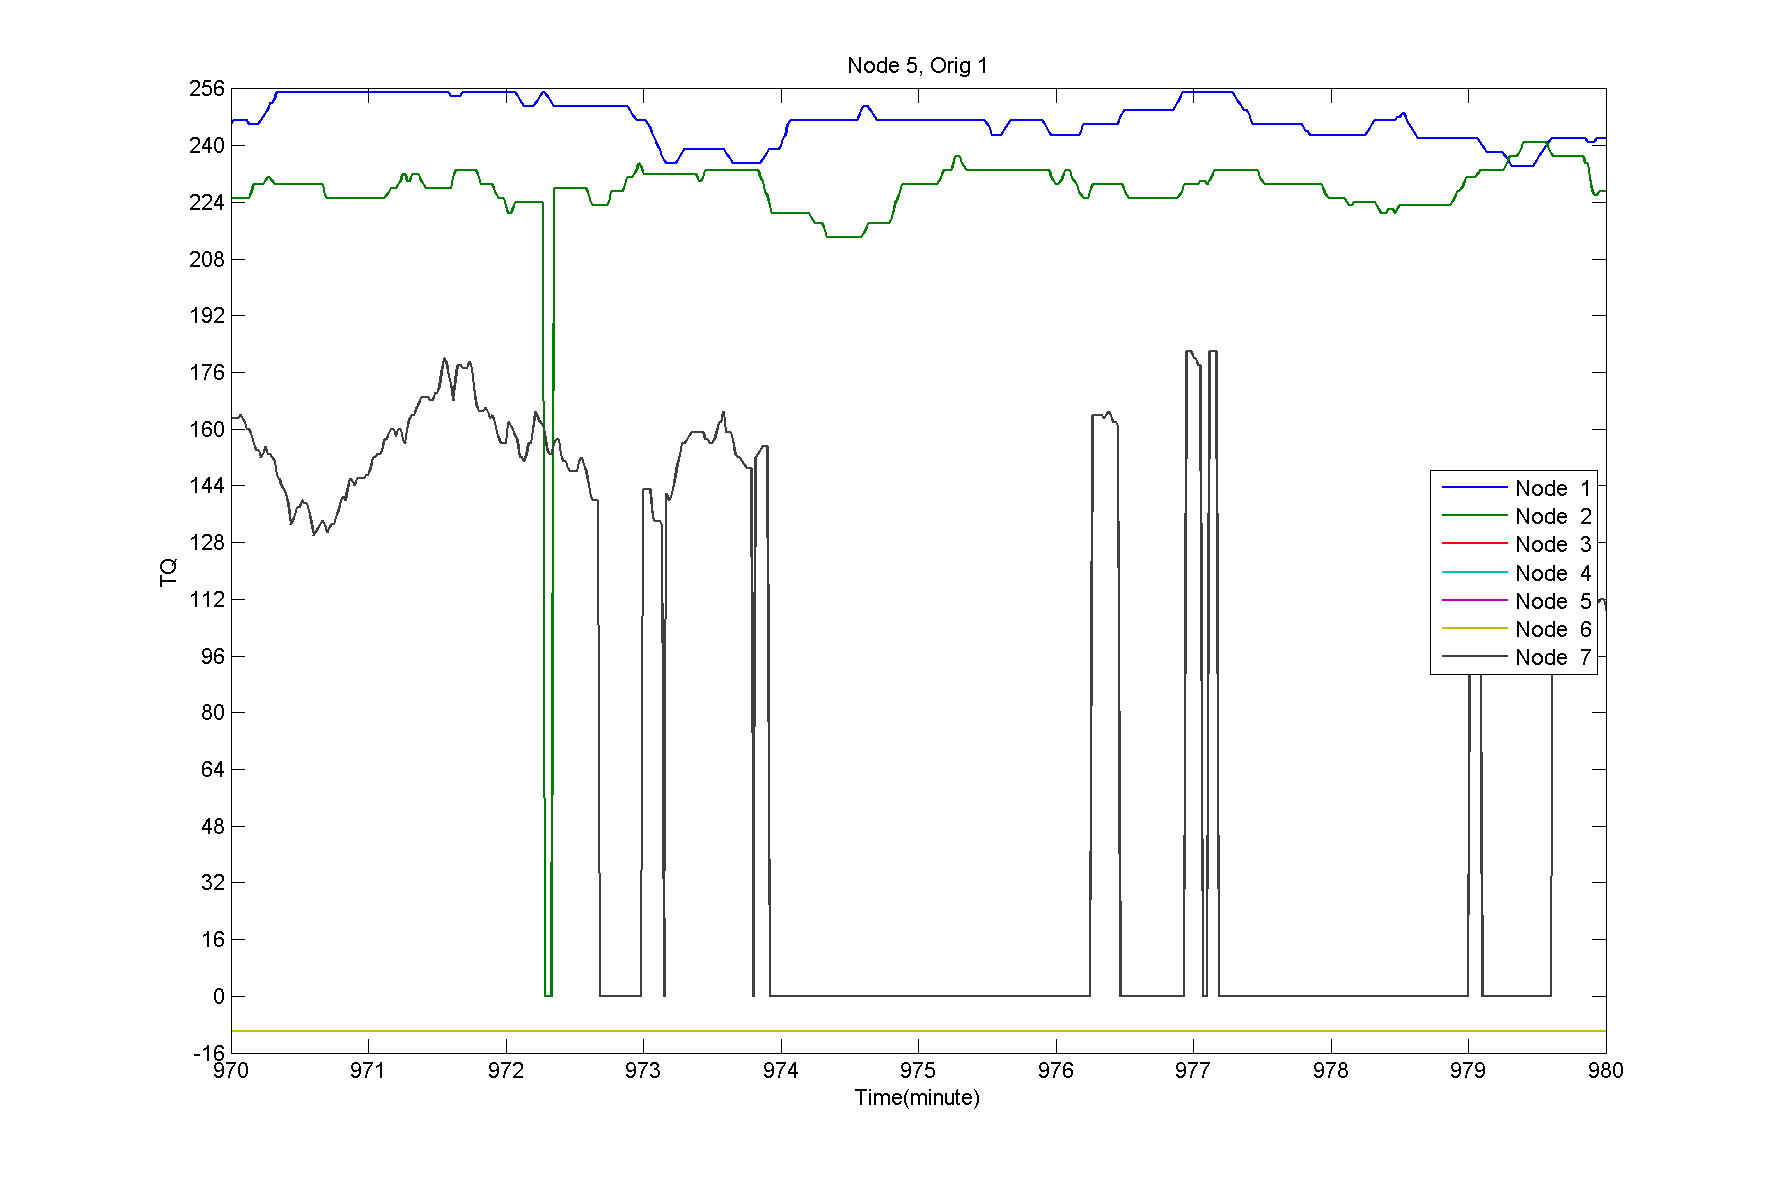 Node 5, Orig 1
256
240
224
208
192
176
160
144
128
112
96
80
64
48
32
16
0
-16
TQ
Node 1
Node 2
Node 3
Node 4
Node 5
Node 6
Node 7
970 971 972 973 974 975 976 977 978 979 980
Time(minute)